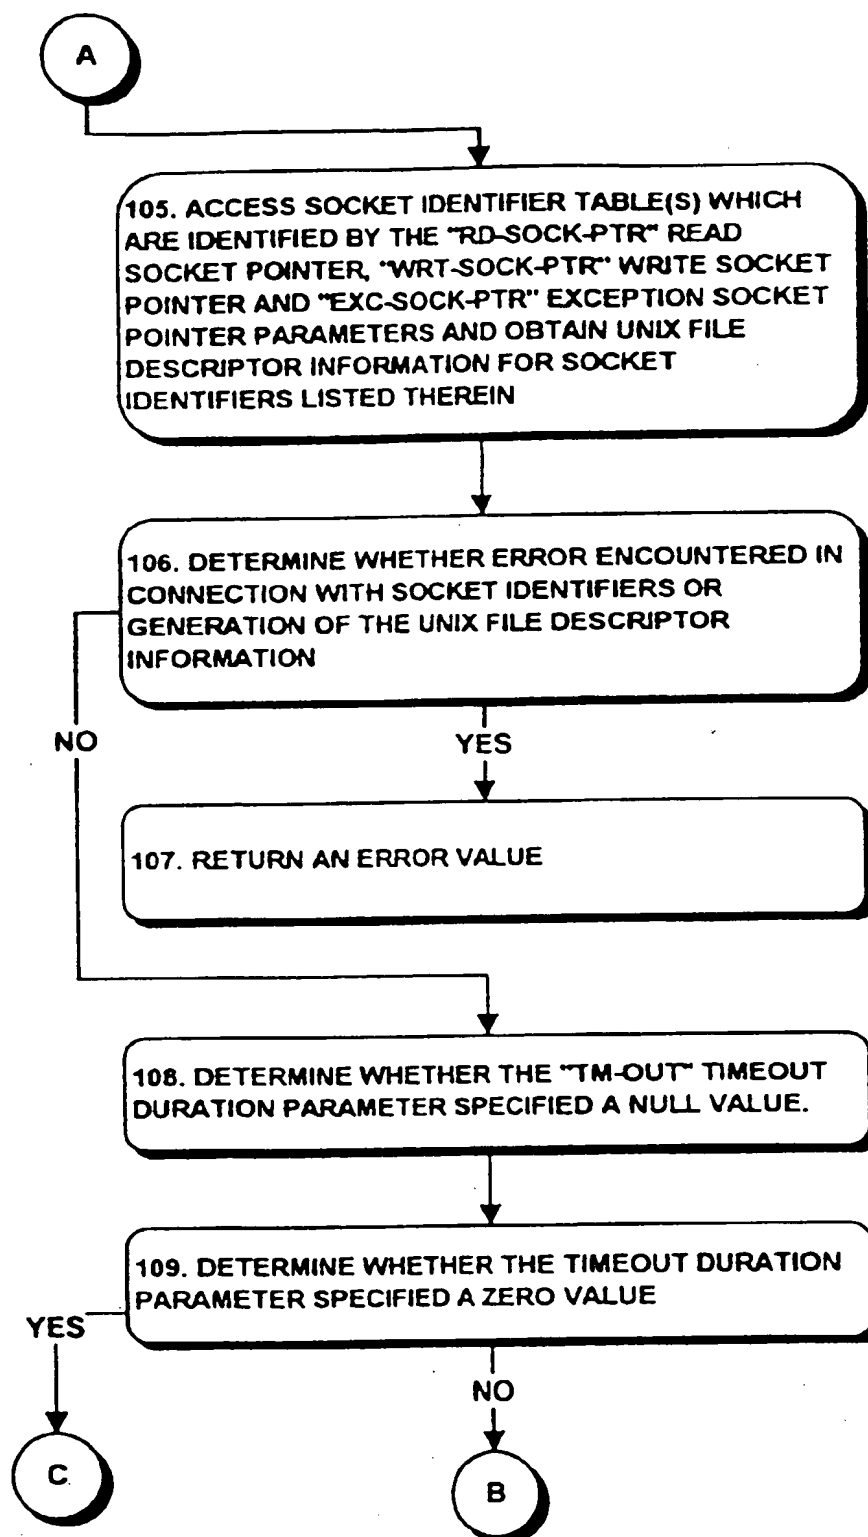 A
105. ACCESS SOCKET IDENTIFIER TABLE(S) WHICH
ARE IDENTIFIED BY THE "RD-SOCK-PTR" READ
SOCKET POINTER, "WRT-SOCK-PTR" WRITE SOCKET
POINTER AND "EXC-SOCK-PTR" EXCEPTION SOCKET
POINTER PARAMETERS AND OBTAIN UNIX FILE
DESCRIPTOR INFORMATION FOR SOCKET
IDENTIFIERS LISTED THEREIN
106. DETERMINE WHETHER ERROR ENCOUNTERED IN
CONNECTION WITH SOCKET IDENTIFIERS OR
GENERATION OF THE UNIX FILE DESCRIPTOR
INFORMATION
NO
YES
107. RETURN AN ERROR VALUE
108. DETERMINE WHETHER THE "TM-OUT" TIMEOUT
DURATION PARAMETER SPECIFIED A NULL VALUE.
109. DETERMINE WHETHER THE TIMEOUT DURATION
PARAMETER SPECIFIED A ZERO VALUE
YES
NO
C
B